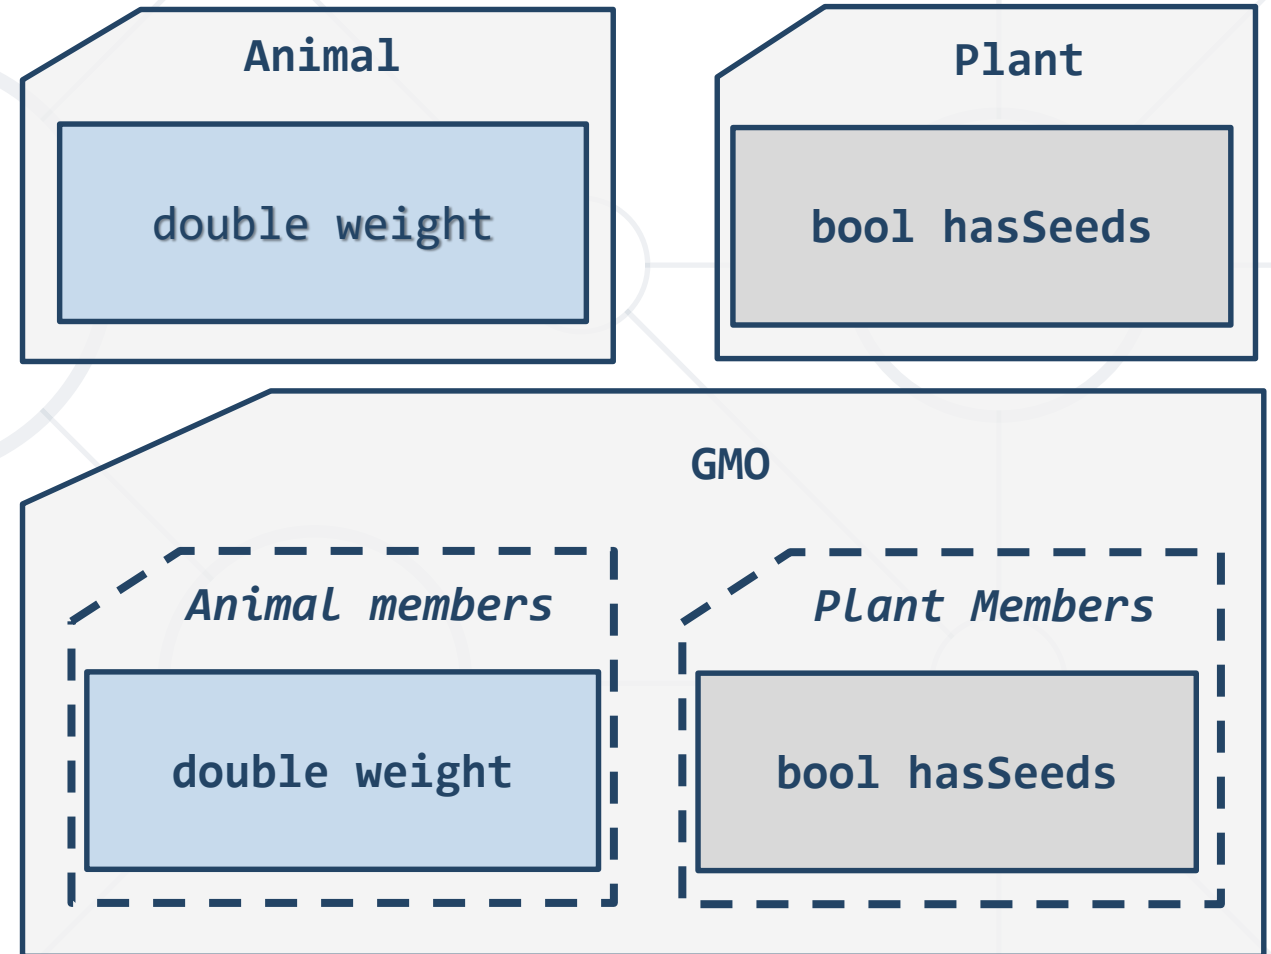 Animal
Plant
double weight
bool hasSeeds
GMO
Animal members
Plant Members
double weight
bool hasSeeds